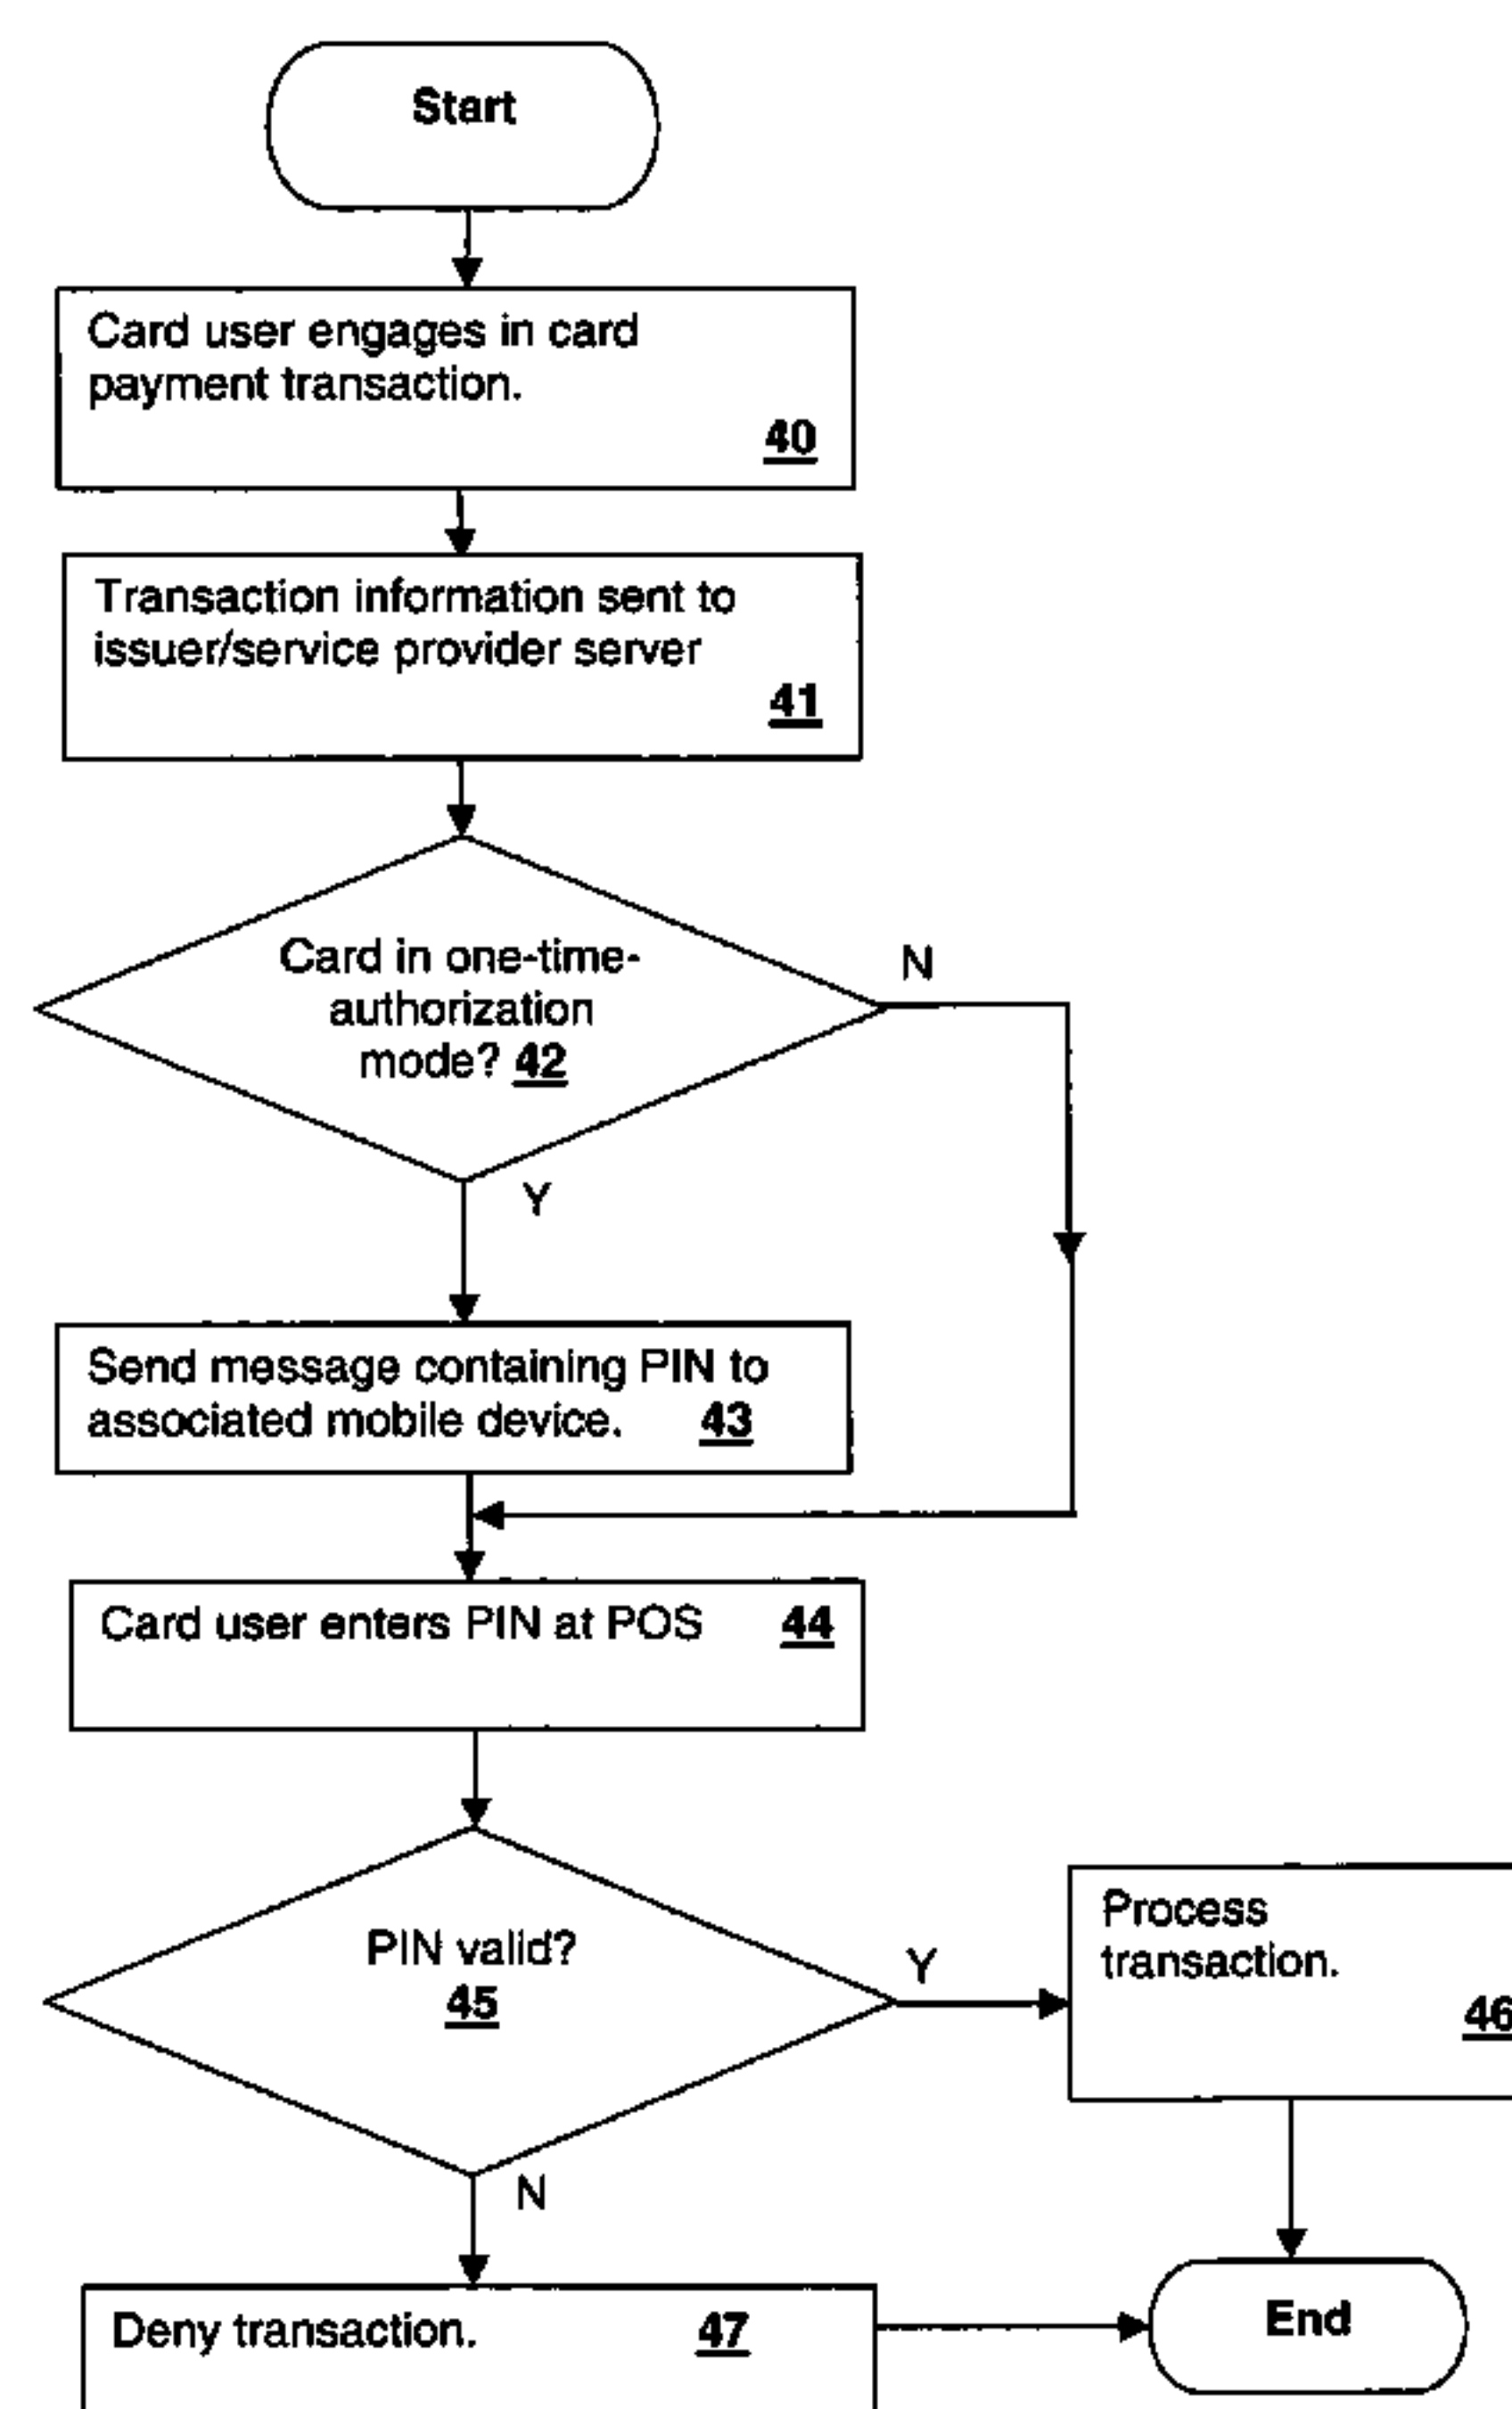 Start
Card user engages in card
payment transaction.
40
Transaction information sent to
issuer/service provider server
41
Card in one-time-
authorization
mode? 42
N
Y
Send message containing PIN to
associated mobile device. 43
Card user enters PIN at POS 44
PIN valid?
45
Y
Process
transaction.
46
N
Deny transaction. 47
End